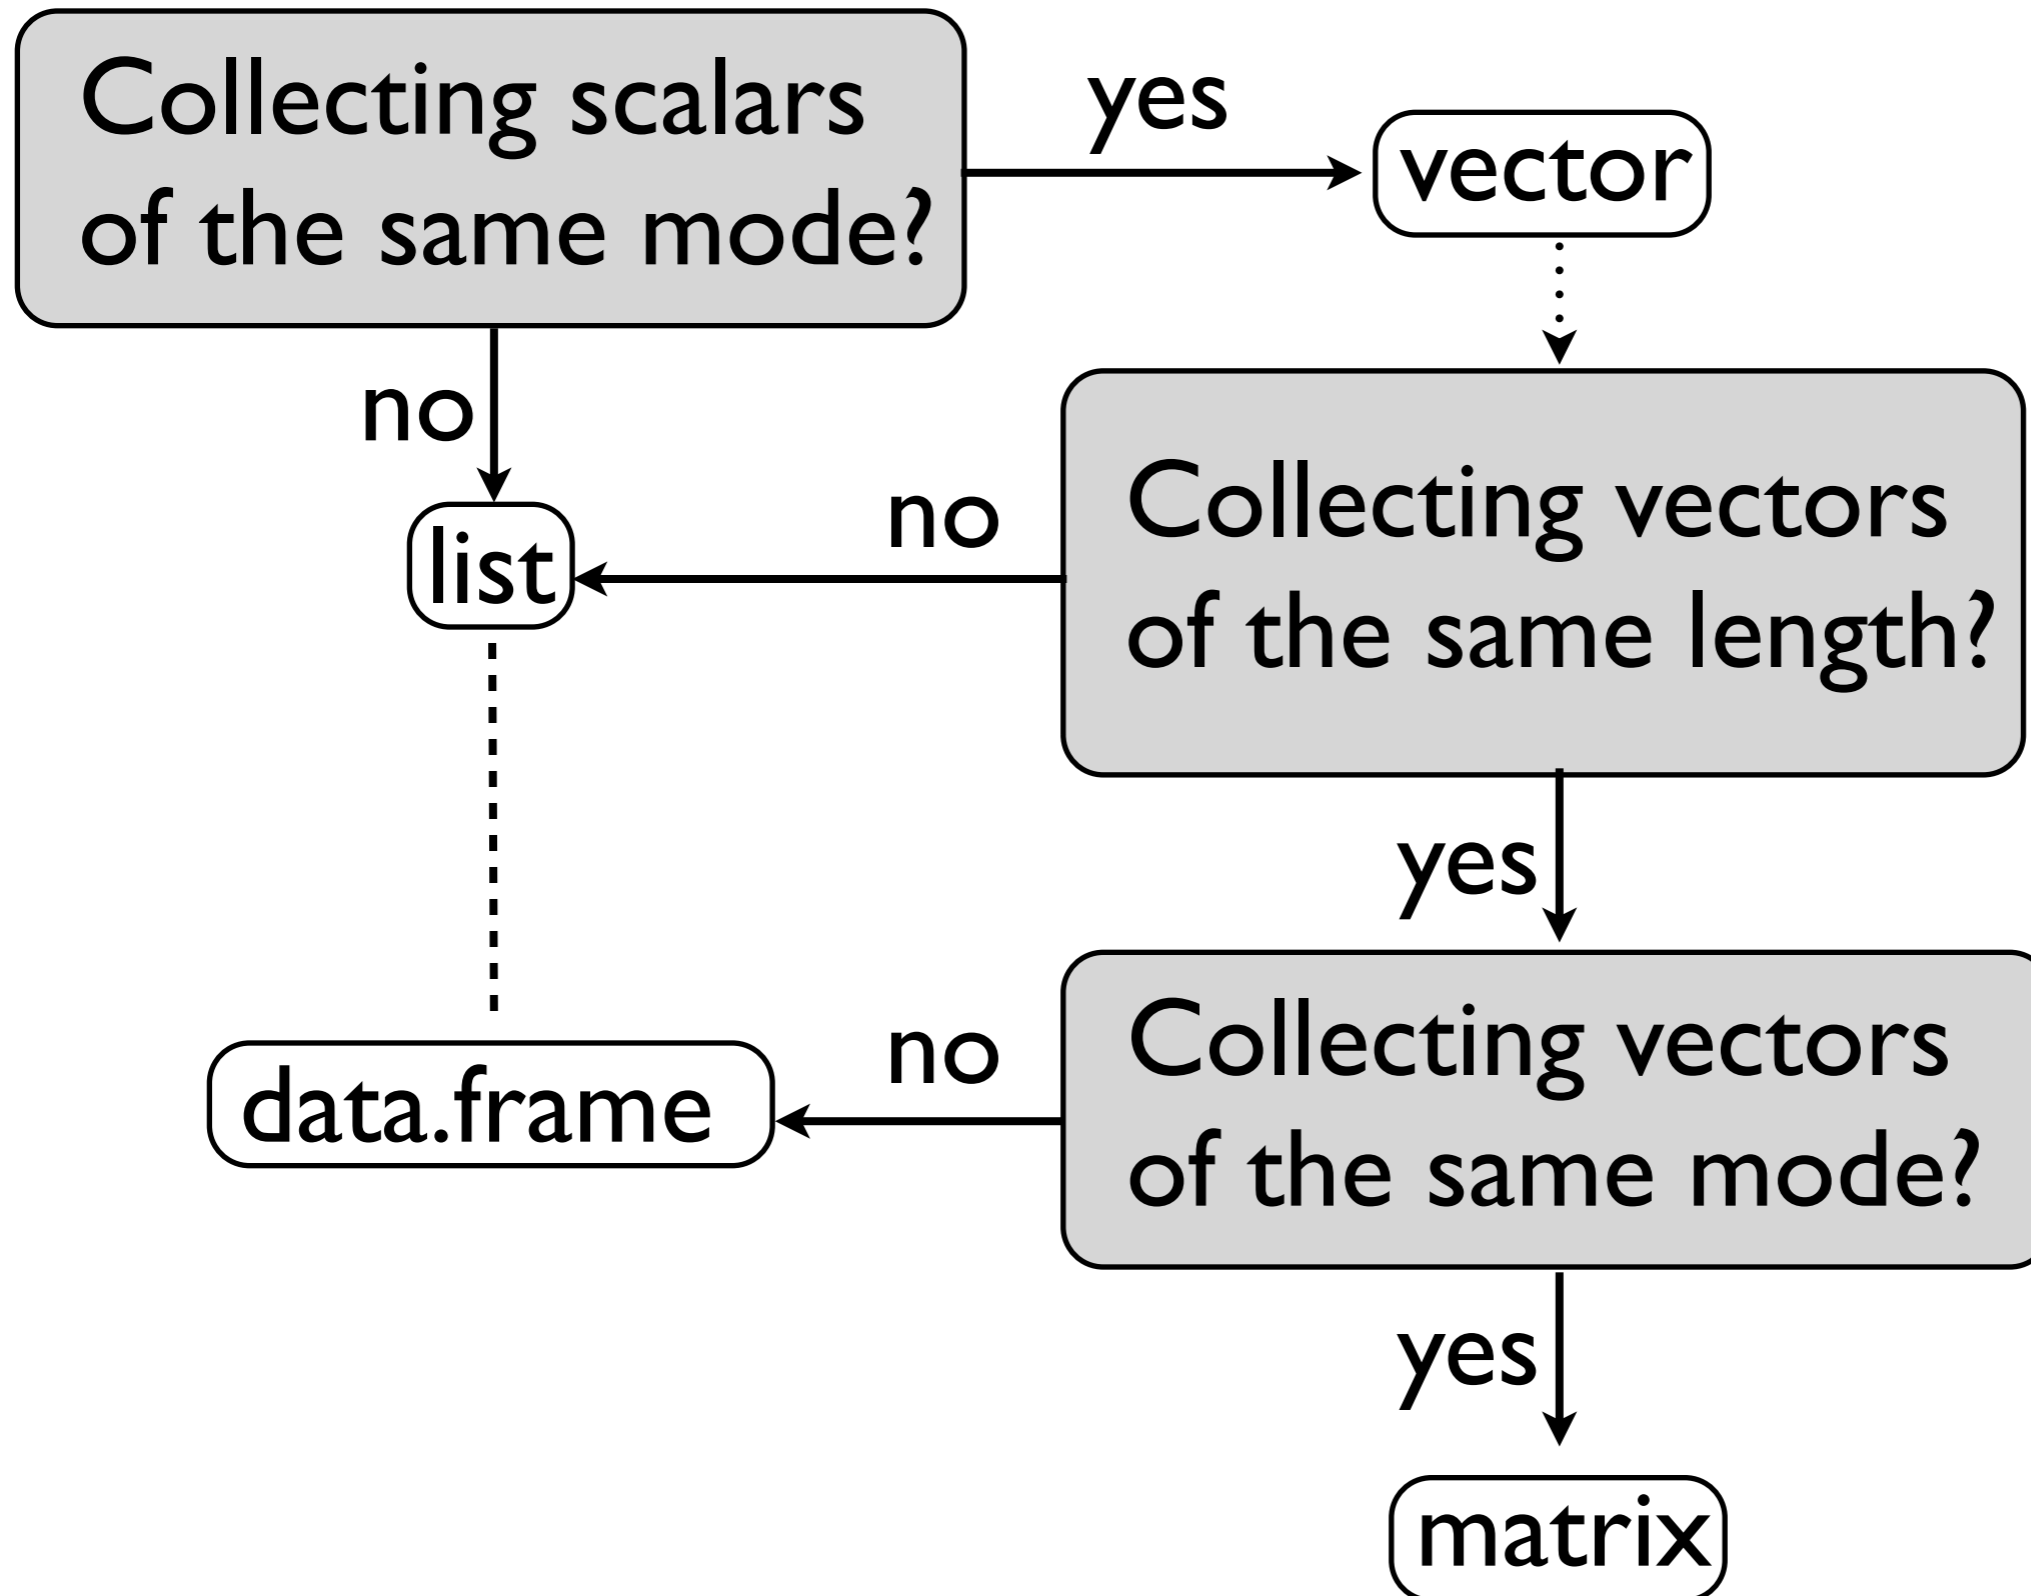 Collecting scalars
of the same mode?
yes
vector
no
list
no
Collecting vectors
of the same length?
yes
data.frame
no
Collecting vectors
of the same mode?
yes
matrix